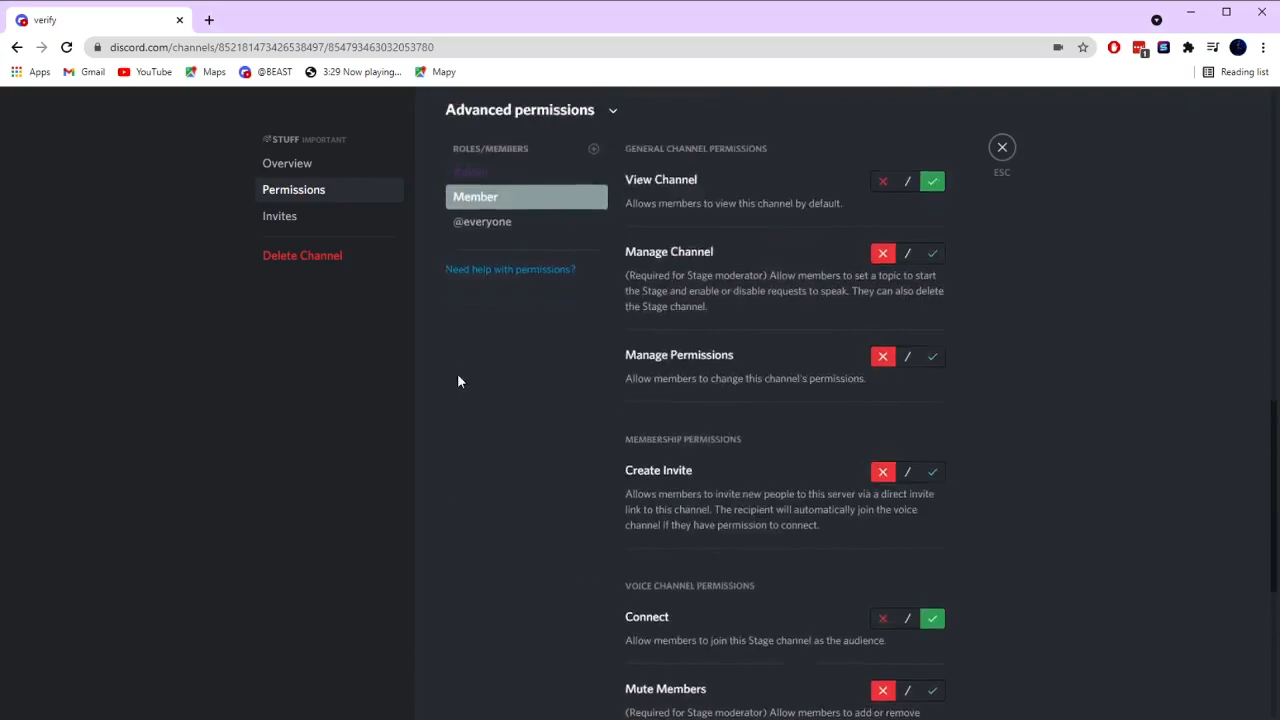 verify
discord.com/channels/852181473426538497/854793463032053780
1
Apps Gmail YouTube Maps @BEAST 3:29 Now playing... Mapy Reading list
STUFF IMPORTANT
Overview
Permissions
Invites
Delete Channel
Advanced permissions
ROLES/MEMBERS
Member
@everyone
Need help with permissions?
GENERAL CHANNEL PERMISSIONS
View Channel
Allows members to view this channel by default.
Manage Channel
(Required for Stage moderator) Allow members to set a topic to start
the Stage and enable or disable requests to speak. They can also delete
the Stage channel.
Manage Permissions
Allow members to change this channel's permissions.
MEMBERSHIP PERMISSIONS
Create Invite
Allows members to invite new people to this server via a direct invite
link to this channel. The recipient will automatically join the voice
channel if they have permission to connect.
VOICE CHANNEL PERMISSIONS
Connect
Allow members to join this Stage channel as the audience.
Mute Members
(Required for Stage moderator) Allow members to add or remove
ESC